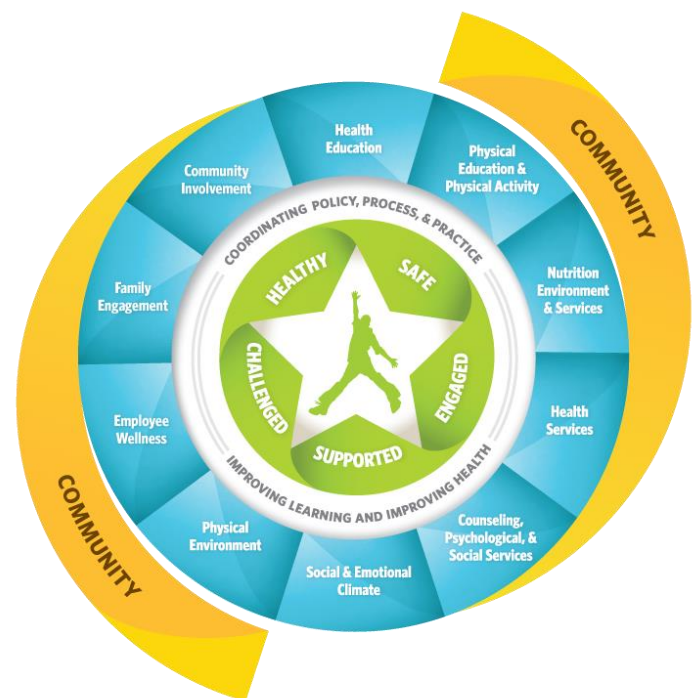 COMMUNITY
Health
Education
Physical
Education &
Physical Activity
Nutrition
Environment
& Services
Health
Services
Counseling,
Psychological, &
Social Services
Social & Emotional
Climate
Physical
Environment
Employee
Wellness
Family
Engagement
Community
Involvement
COORDINATING POLICY, PROCESS, & PRACTICE
IMPROVING LEARNING AND IMPROVING HEALTH
HEALTHY
SAFE
ENGAGED
SUPPORTED
CHALLENGED
COMMUNITY